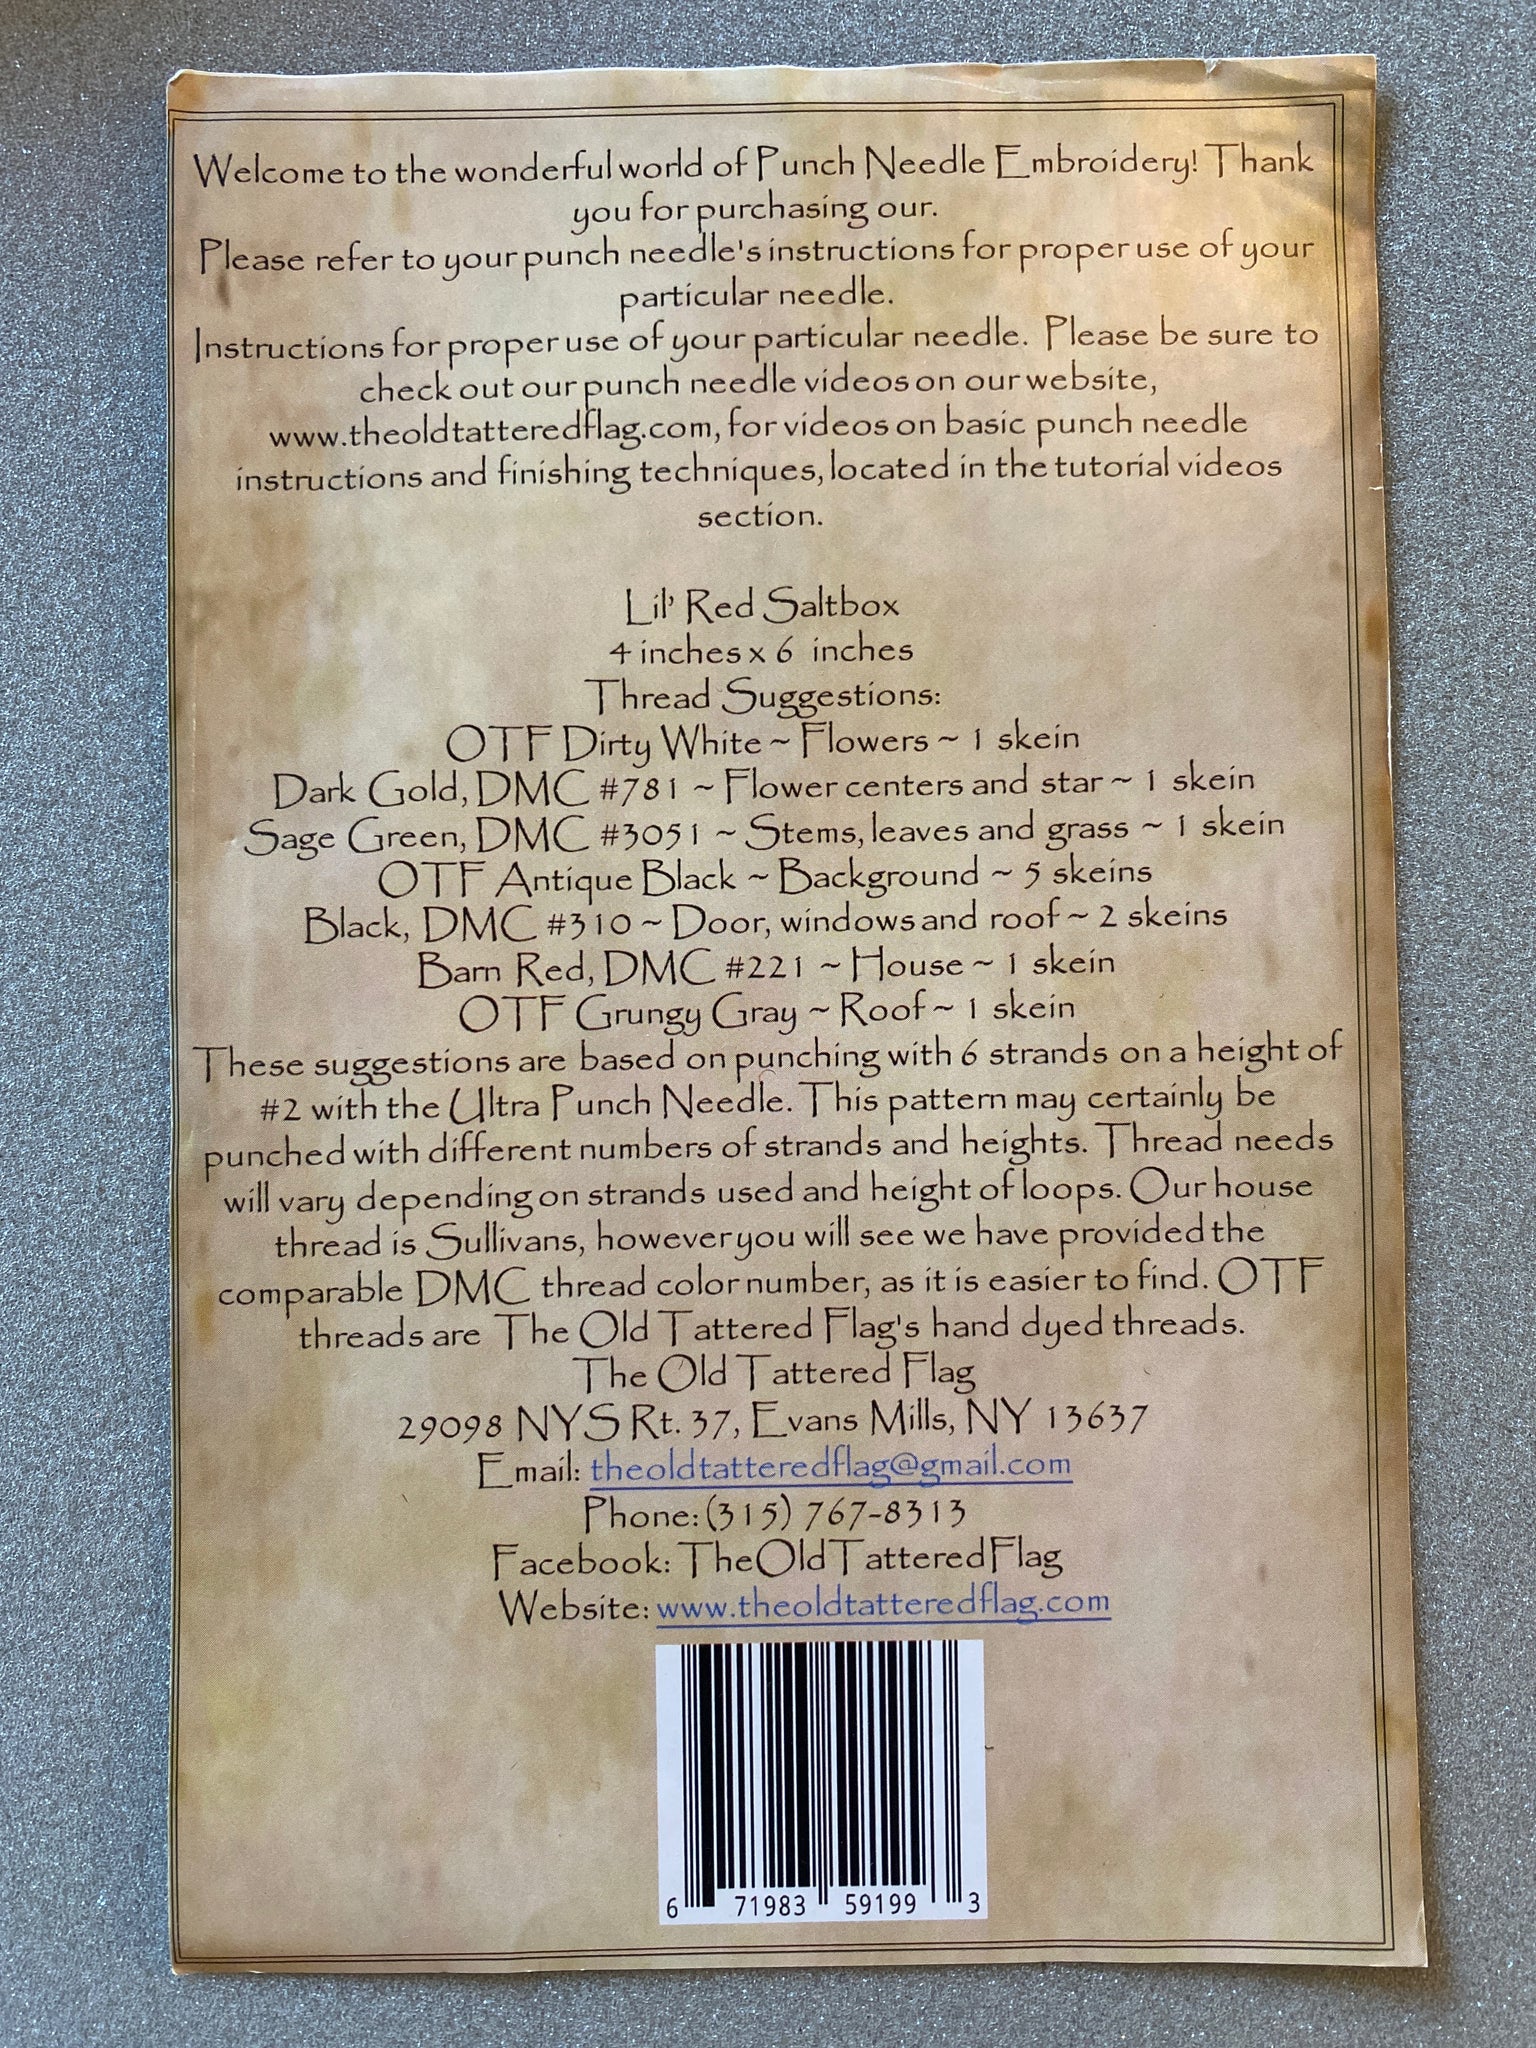 Welcome to the wonderful world of Punch Needle Embroidery! Thank
you for purchasing our.
Please refer to your punch needle's instructions for proper use of your
particular needle.
Instructions for proper use of your particular needle. Please be sure to
check out our punch needle videos on our website,
www.theoldtatteredflag.com, for videos on basic punch needle
instructions and finishing techniques, located in the tutorial videos
section.
Lil' Red Saltbox
4 inches x 6 inches
Thread Suggestions:
OTF Dirty White ~ Flowers ~ 1 skein
Dark Gold, DMC #781 ~ Flower centers and star ~ 1 skein
Sage Green, DMC #3051 ~ Stems, leaves and grass ~ 1 skein
OTF Antique Black ~ Background ~ 5 skeins
Black, DMC #310 ~ Door, windows and roof ~ 2 skeins
Barn Red, DMC #221 ~ House ~ 1 skein
OTF Grungy Gray ~ Roof ~ 1 skein
These suggestions are based on punching with 6 strands on a height of
#2 with the Ultra Punch Needle. This pattern may certainly be
punched with different numbers of strands and heights. Thread needs
will vary depending on strands used and height of loops. Our house
thread is Sullivans, however you will see we have provided the
comparable DMC thread color number, as it is easier to find. OTF
threads are The Old Tattered Flag's hand dyed threads.
The Old Tattered Flag
29098 NYS Rt. 37, Evans Mills, NY 13637
Email: theoldtatteredflag@gmail.com
Phone: (315) 767-8313
Facebook: TheOldTatteredFlag
Website: www.theoldtatteredflag.com
6 71983 59199 3